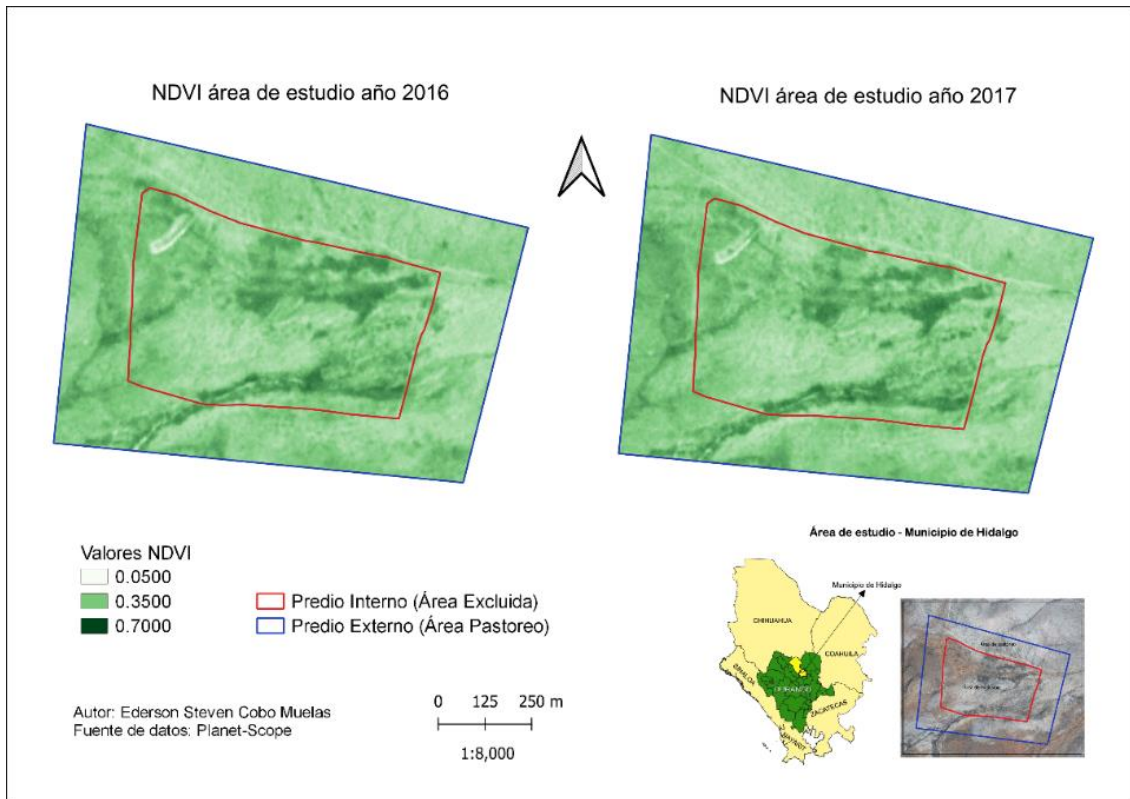 NDVI área de estudio año 2016
NDVI área de estudio año 2017
Valores NDVI
0.0500
0.3500
0.7000
Predio Interno (Área Excluida)
Predio Externo (Área Pastoreo)
Autor: Ederson Steven Cobo Muelas
Fuente de datos: Planet-Scope
0 125 250 m
1:8,000
Área de estudio - Municipio de Hidalgo
Municipio de Hidalgo
CHIHUAHUA
COAHUILA
SINALOA
DURANGO
ZACATECAS
NAYARIT